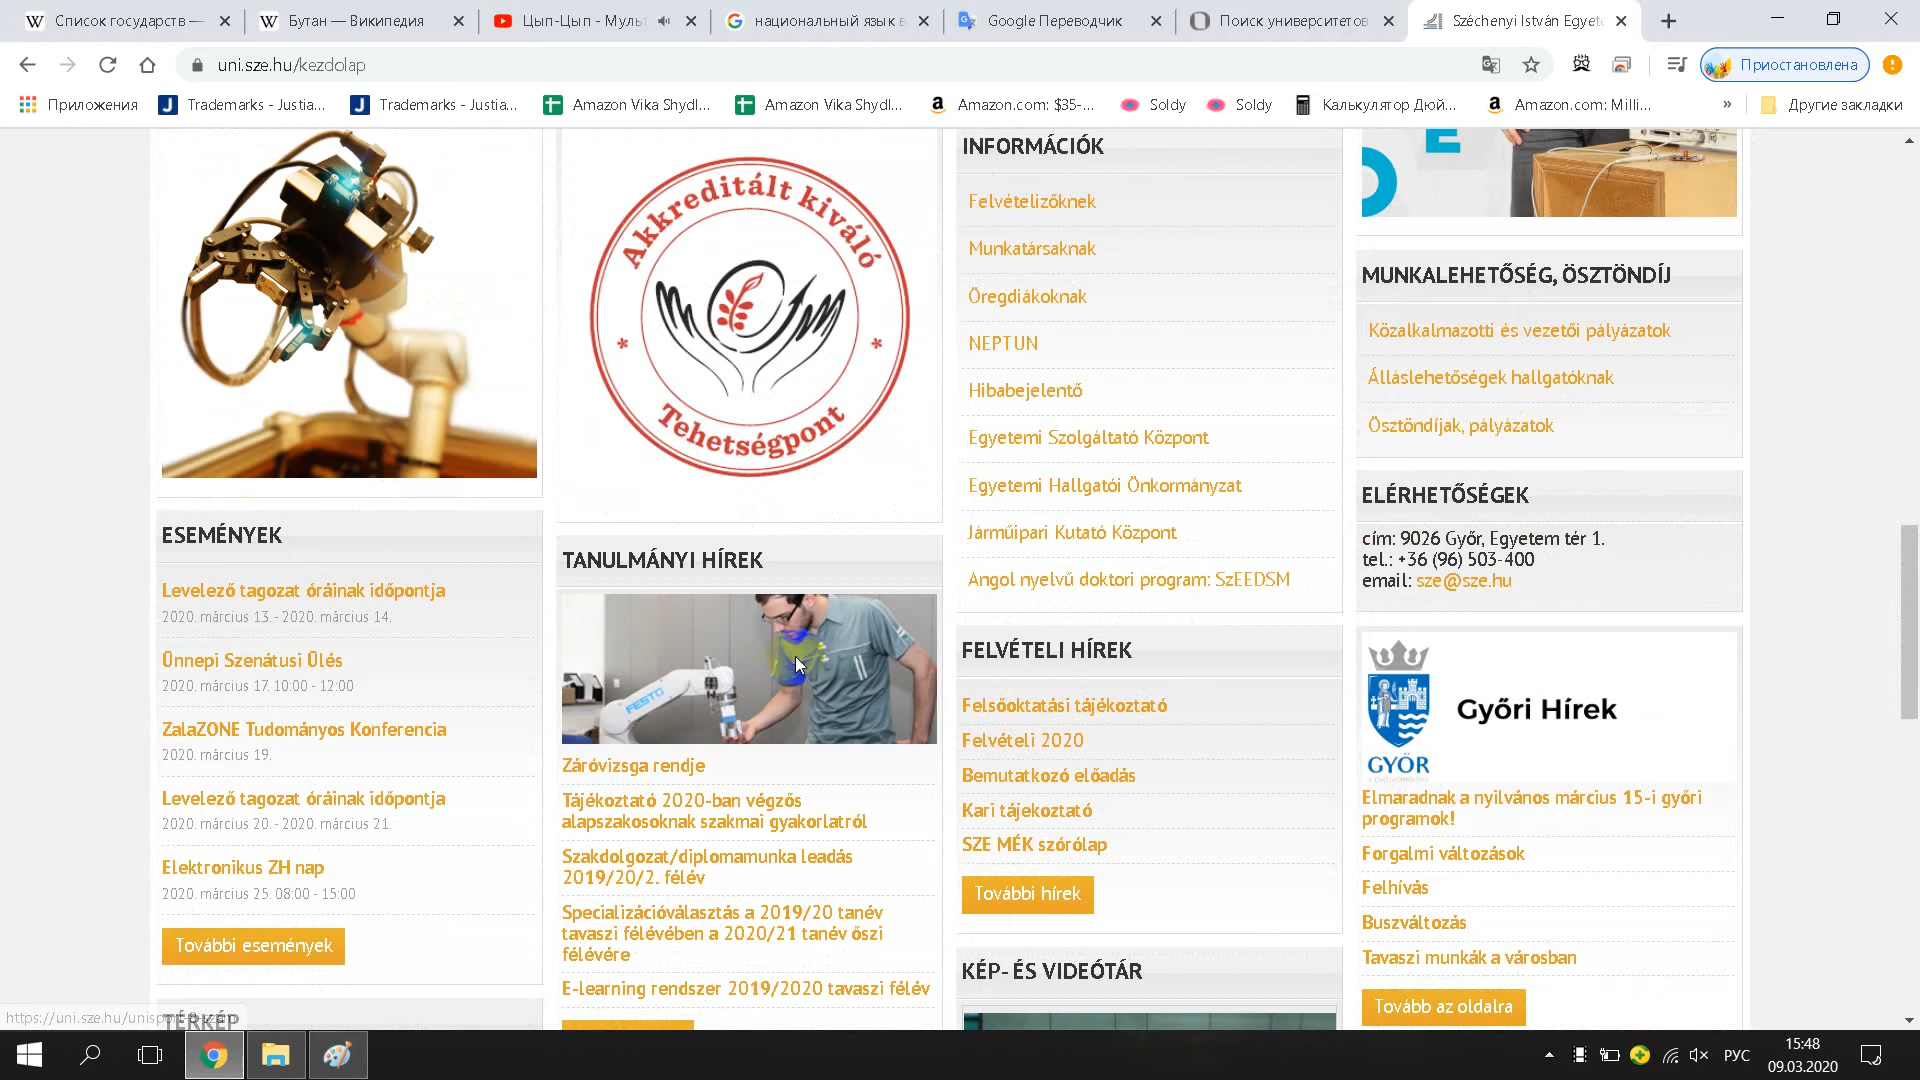 Список государств —
Бутан — Википедия
Цып-Цып - Муль
национальный язык в
Google Переводчик
Поиск университетов
Széchenyi István Egyete
uni.sze.hu/kezdolap
Приостановлена
Приложения
Trademarks - Justia...
Trademarks - Justia...
Amazon Vika Shydl...
Amazon Vika Shydl...
Amazon.com: $35-...
Soldy
Soldy
Калькулятор Дюй...
Amazon.com: Milli...
»
Другие закладки
ESEMÉNYEK
Levelező tagozat óráinak időpontja
2020. március 13. - 2020. március 14.
Ünnepi Szenátusi Ülés
2020. március 17. 10:00 - 12:00
ZalaZONE Tudományos Konferencia
2020. március 19.
Levelező tagozat óráinak időpontja
2020. március 20. - 2020. március 21.
Elektronikus ZH nap
2020. március 25. 08:00 - 15:00
További események
TÉRKÉP
Akkreditált kiváló
Tehetségpont
TANULMÁNYI HÍREK
FESTO
Záróvizsga rendje
Tájékoztató 2020-ban végzős
alapszakosoknak szakmai gyakorlatról
Szakdolgozat/diplomamunka leadás
2019/20/2. félév
Specializációválasztás a 2019/20 tanév
tavaszi félévében a 2020/21 tanév őszi
félévére
E-learning rendszer 2019/2020 tavaszi félév
INFORMÁCIÓK
Felvételizőknek
Munkatársaknak
Öregdiákoknak
NEPTUN
Hibabejelentő
Egyetemi Szolgáltató Központ
Egyetemi Hallgatói Önkormányzat
Járműipari Kutató Központ
Angol nyelvű doktori program: SzEEDSM
FELVÉTELI HÍREK
Felsőoktatási tájékoztató
Felvételi 2020
Bemutatkozó előadás
Kari tájekoztató
SZE MÉK szórólap
További hírek
KÉP- ÉS VIDEÓTÁR
MUNKALEHETŐSÉG, ÖSZTÖNDÍJ
Közalkalmazotti és vezetői pályázatok
Álláslehetőségek hallgatóknak
Ösztöndíjak, pályázatok
ELÉRHETŐSÉGEK
cím: 9026 Győr, Egyetem tér 1.
tel.: +36 (96) 503-400
email: sze@sze.hu
Győri Hírek
GYŐR
Elmaradnak a nyilvános március 15-i győri
programok!
Forgalmi változások
Felhívás
Buszváltozás
Tavaszi munkák a városban
Tovább az oldalra
РУС
15:48
09.03.2020